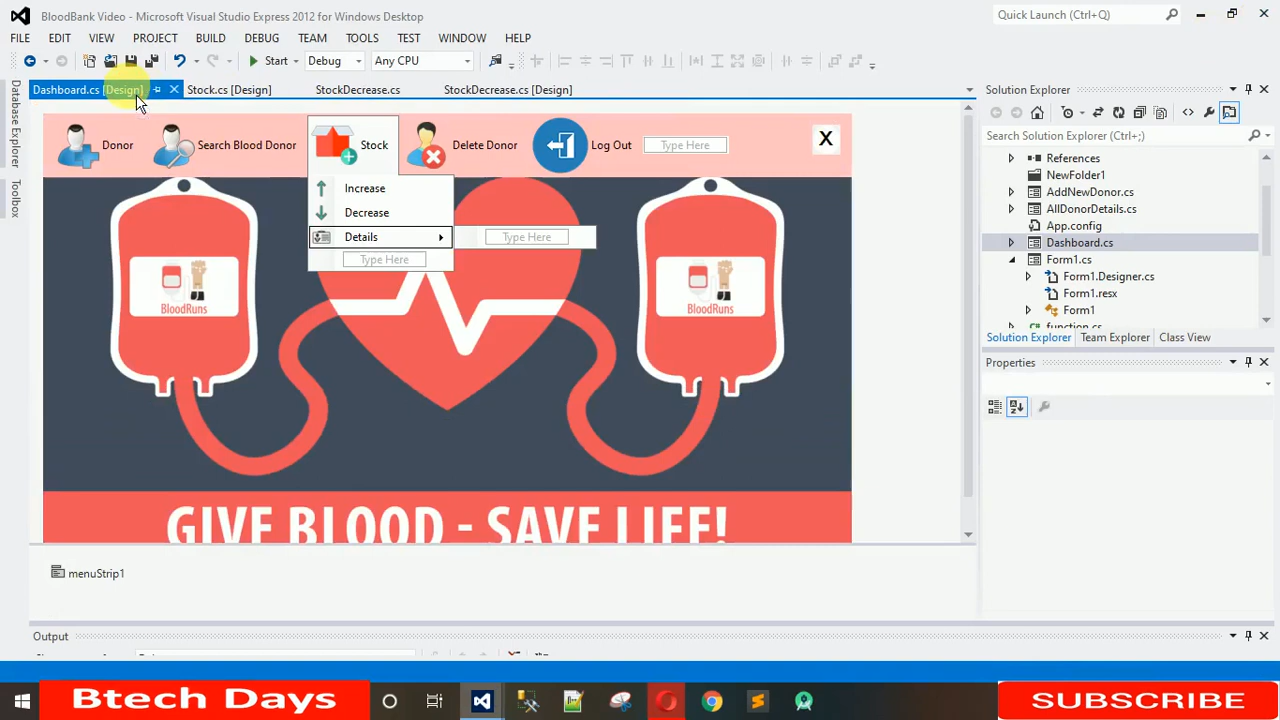 BloodBank Video - Microsoft Visual Studio Express 2012 for Windows Desktop
Quick Launch (Ctrl+Q)
FILE EDIT VIEW PROJECT BUILD DEBUG TEAM TOOLS TEST WINDOW HELP
Start Debug Any CPU
Dashboard.cs [Design] Stock.cs [Design] StockDecrease.cs StockDecrease.cs [Design]
Database Explorer
Toolbox
Donor Search Blood Donor Stock Delete Donor Log Out Type Here X
Increase
Decrease
Details Type Here
Type Here
BloodRuns
BloodRuns
GIVE BLOOD - SAVE LIFE!
menuStrip1
Output
Solution Explorer
Search Solution Explorer (Ctrl+;)
References
NewFolder1
AddNewDonor.cs
AllDonorDetails.cs
App.config
Dashboard.cs
Form1.cs
Form1.Designer.cs
Form1.resx
Form1
function.cs
Solution Explorer Team Explorer Class View
Properties
Btech Days
SUBSCRIBE